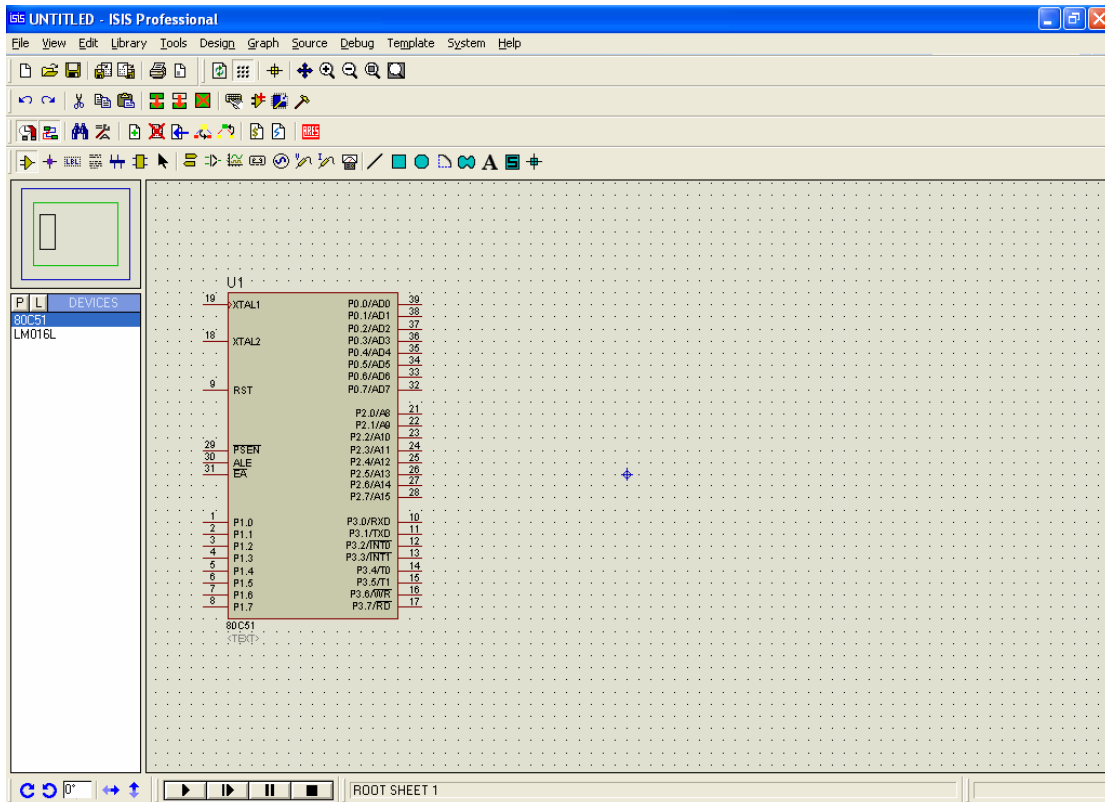 UNTITLED - ISIS Professional
File View Edit Library Tools Design Graph Source Debug Template System Help
P L DEVICES
80C51
LM016L
U1
19 XTAL1 P0.0/AD0 39
P0.1/AD1 38
P0.2/AD2 37
18 XTAL2 P0.3/AD3 36
P0.4/AD4 35
P0.5/AD5 34
P0.6/AD6 33
9 RST P0.7/AD7 32
P2.0/A8 21
P2.1/A9 22
P2.2/A10 23
29 PSEN P2.3/A11 24
30 ALE P2.4/A12 25
31 EA P2.5/A13 26
P2.6/A14 27
P2.7/A15 28
1 P1.0 P3.0/RXD 10
2 P1.1 P3.1/TXD 11
3 P1.2 P3.2/INT0 12
4 P1.3 P3.3/INT1 13
5 P1.4 P3.4/T0 14
6 P1.5 P3.5/T1 15
7 P1.6 P3.6/WR 16
8 P1.7 P3.7/RD 17
80C51
<TEXT>
0° ROOT SHEET 1